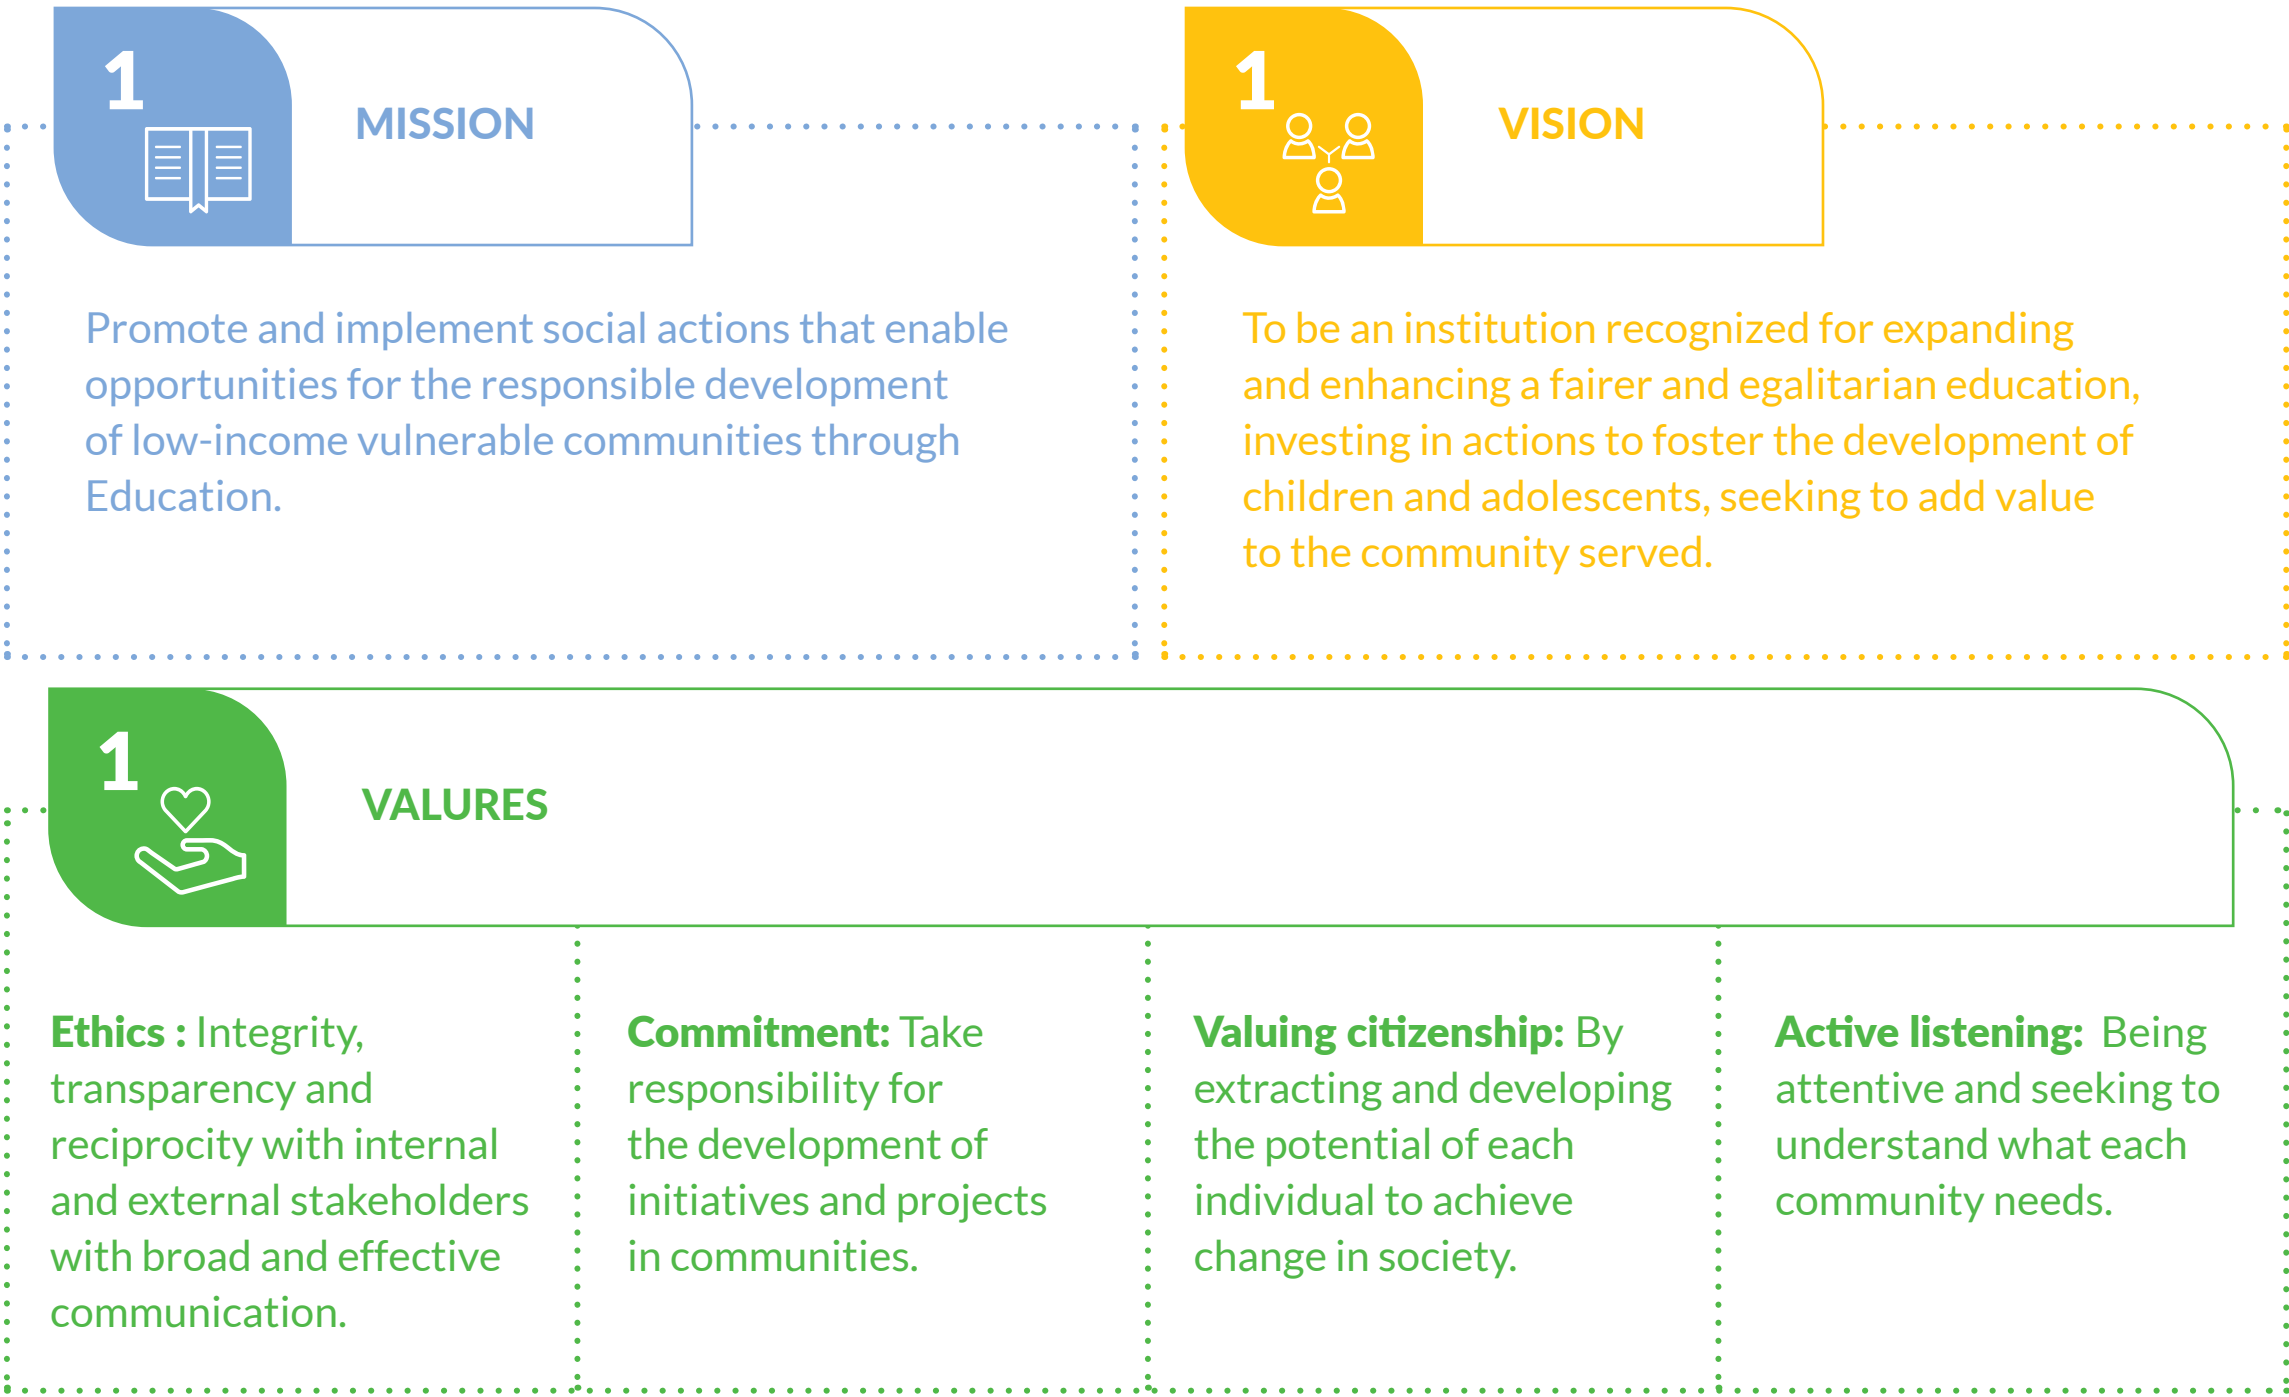 1
MISSION
Promote and implement social actions that enable
opportunities for the responsible development
of low-income vulnerable communities through
Education.
1
VISION
To be an institution recognized for expanding
and enhancing a fairer and egalitarian education,
investing in actions to foster the development of
children and adolescents, seeking to add value
to the community served.
1
VALURES
Ethics : Integrity,
transparency and
reciprocity with internal
and external stakeholders
with broad and effective
communication.
Commitment: Take
responsibility for
the development of
initiatives and projects
in communities.
Valuing citizenship: By
extracting and developing
the potential of each
individual to achieve
change in society.
Active listening: Being
attentive and seeking to
understand what each
community needs.